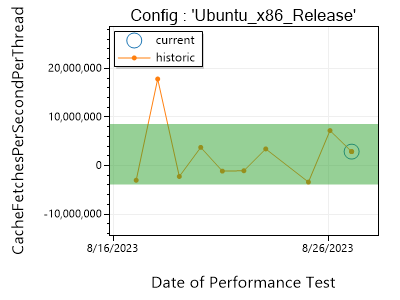 Config : 'Ubuntu_x86_Release'
current
historic
CacheFetchesPerSecondPerThread
20,000,000
10,000,000
0
-10,000,000
8/16/2023
8/26/2023
Date of Performance Test